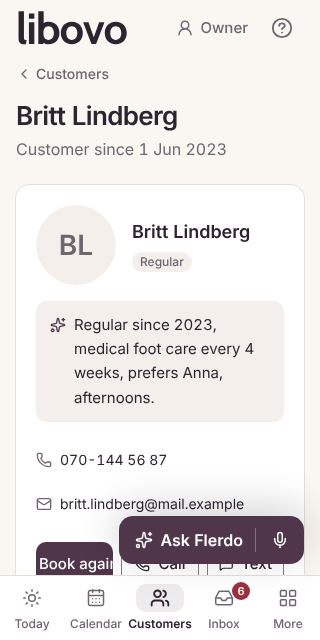 libovo
Owner
Customers
Britt Lindberg
Customer since 1 Jun 2023
BL
Britt Lindberg
Regular
Regular since 2023,
medical foot care every 4
weeks, prefers Anna,
afternoons.
070-144 56 87
britt.lindberg@mail.example
Ask Flerdo
Book again Call Text
6
Today Calendar Customers Inbox More